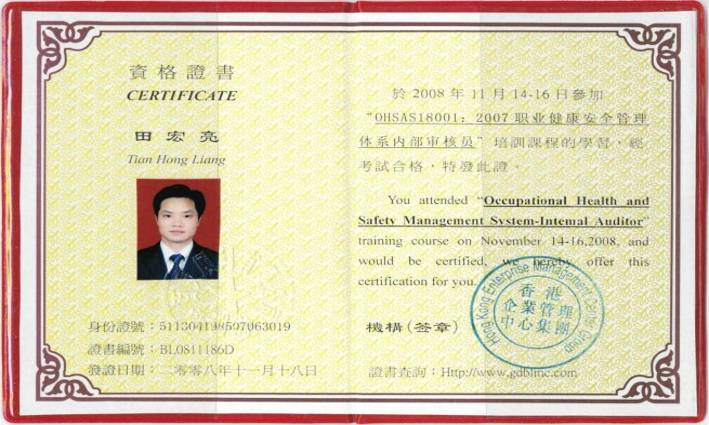 資格證書
CERTIFICATE
田宏亮
Tian Hong Liang
身份證號：511304198507063019
證書編號：BL0811186D
發證日期：二零零八年十一月十八日
於 2008 年 11 月 14-16 日參加
“OHSAS18001：2007 职业健康安全管理
体系内部审核员”培訓課程的學習，經
考試合格，特發此證。
You attended “Occupational Health and
Safety Management System-Internal Auditor”
training course on November 14-16,2008, and
would be certified, we hereby offer this
certification for you.
機構(签章)
Hong Kong Enterprise Management Center Group
香港
企業管理
中心集團
證書查詢：Http://www.gdblmc.com